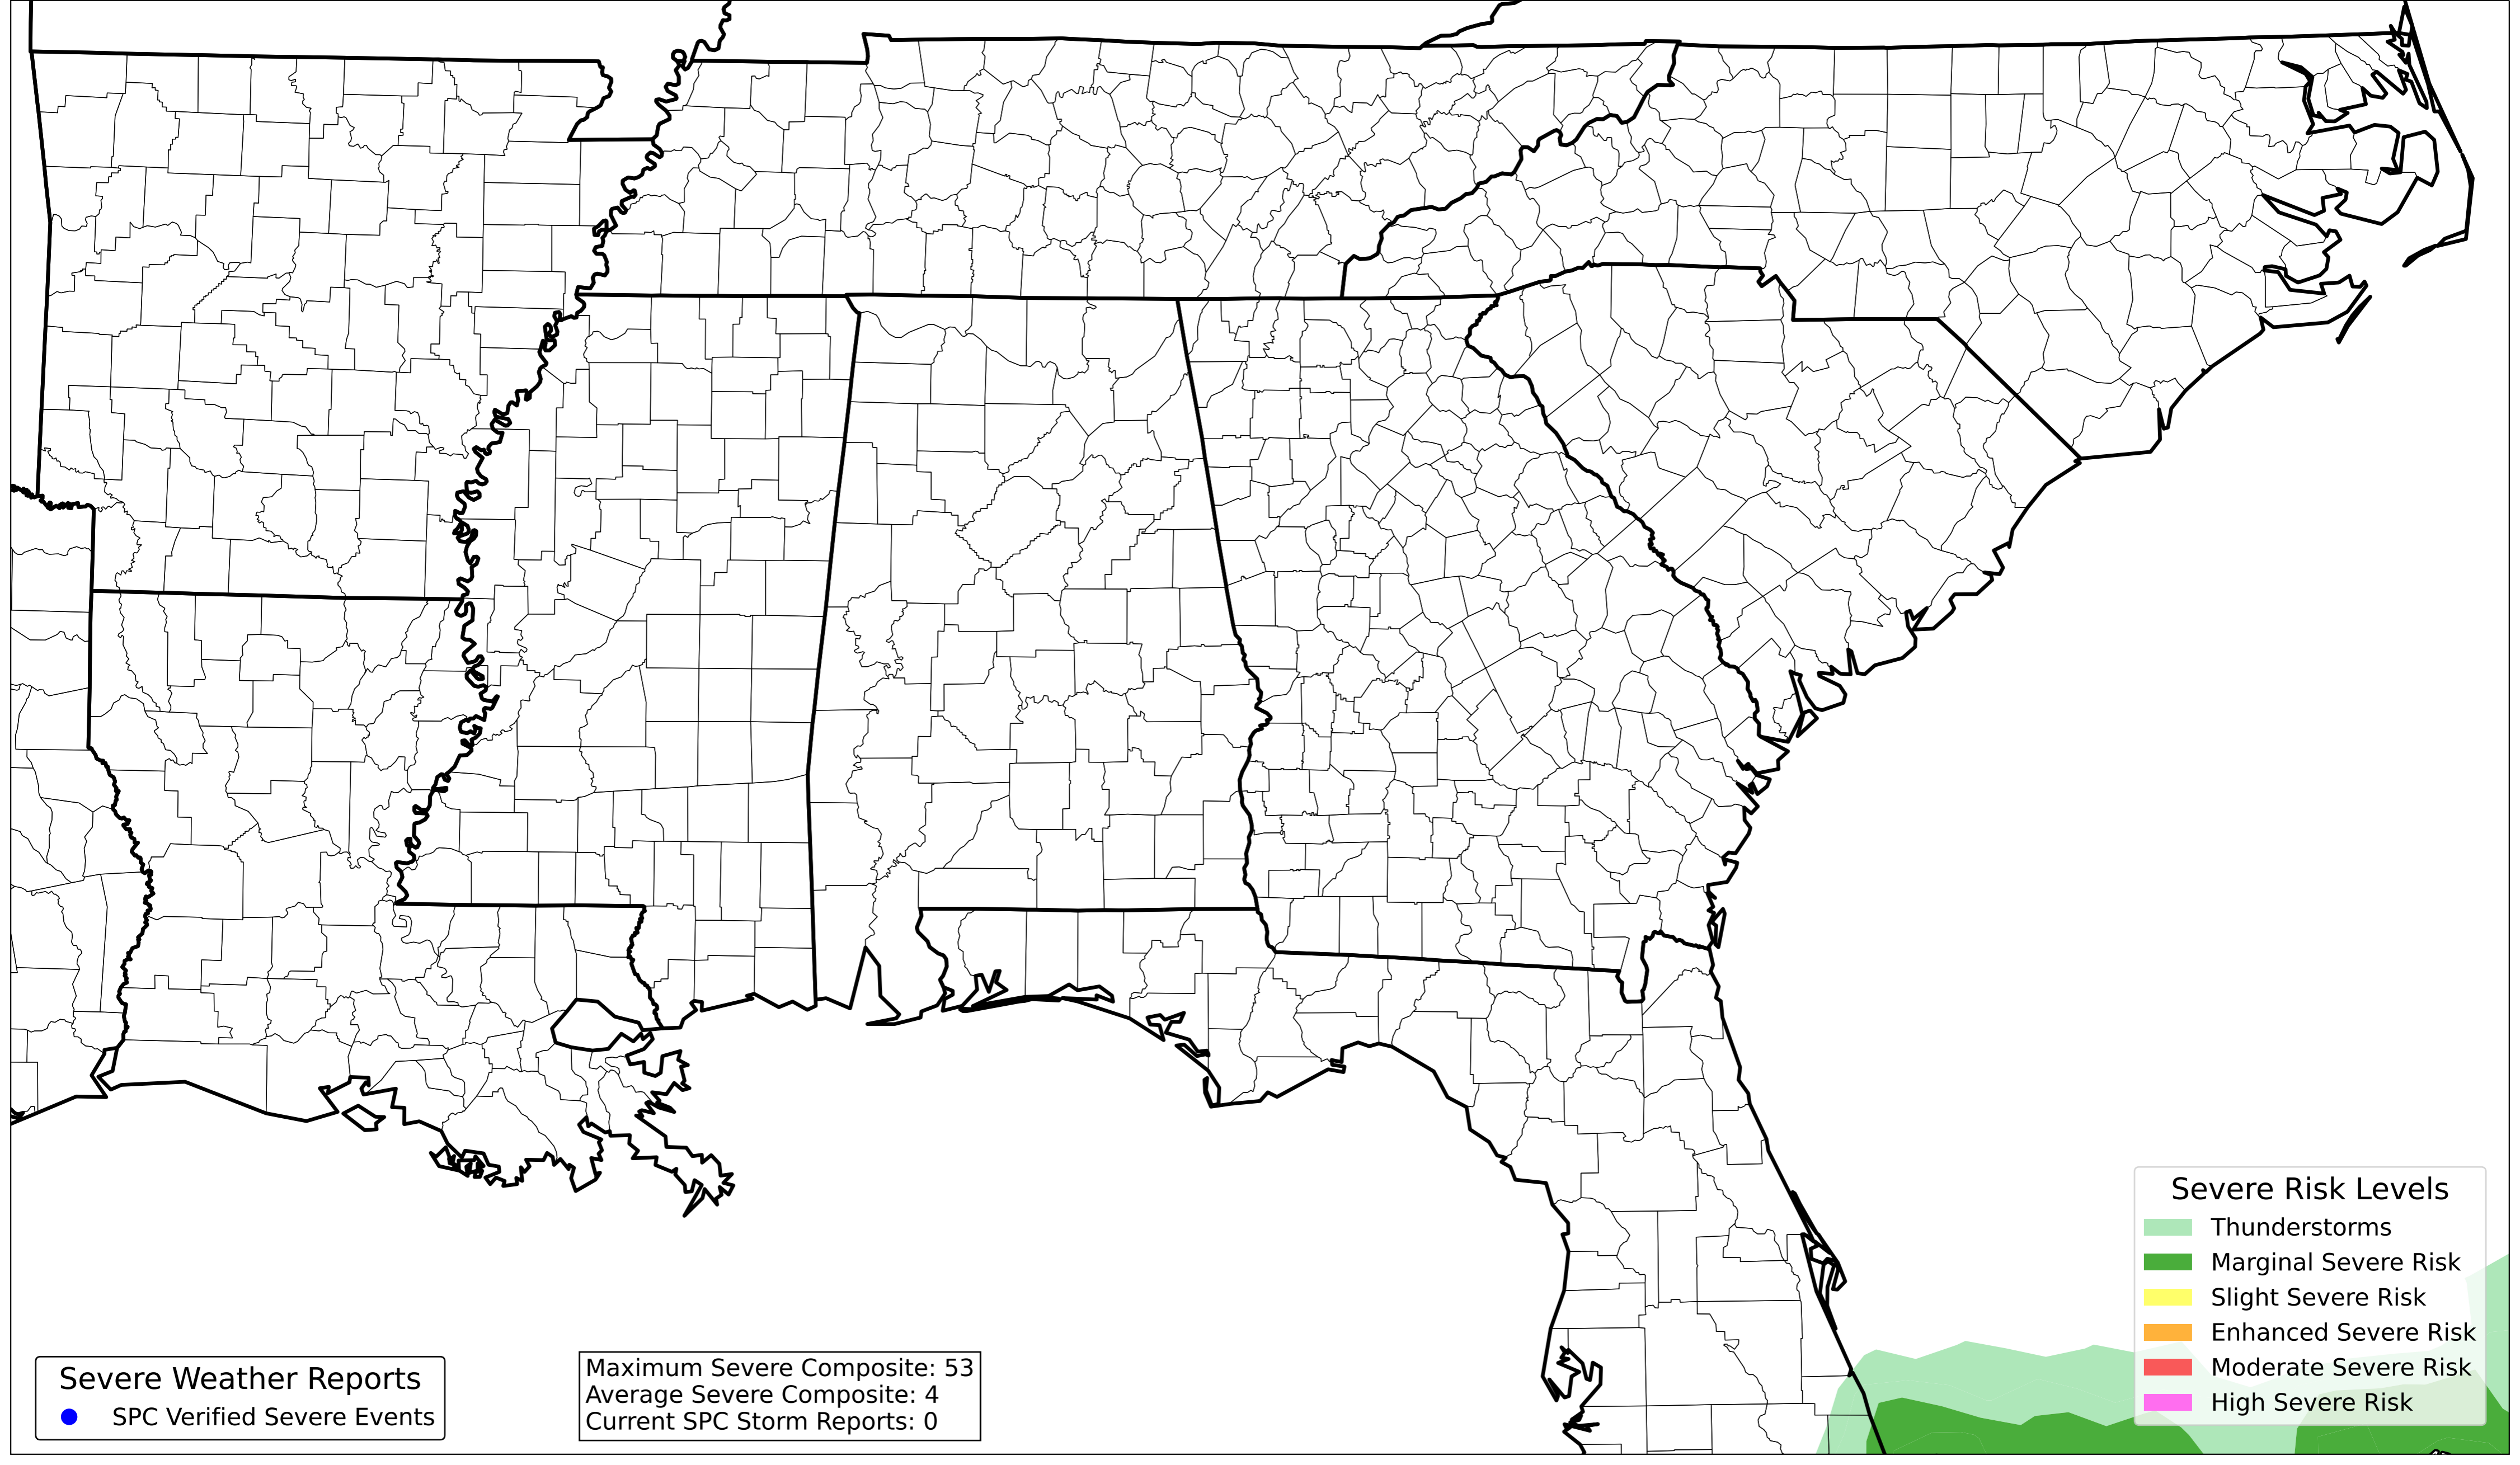 Severe Risk Levels
Thunderstorms
Marginal Severe Risk
Slight Severe Risk
Enhanced Severe Risk
Moderate Severe Risk
High Severe Risk
Severe Weather Reports
SPC Verified Severe Events
Maximum Severe Composite: 53
Average Severe Composite: 4
Current SPC Storm Reports: 0